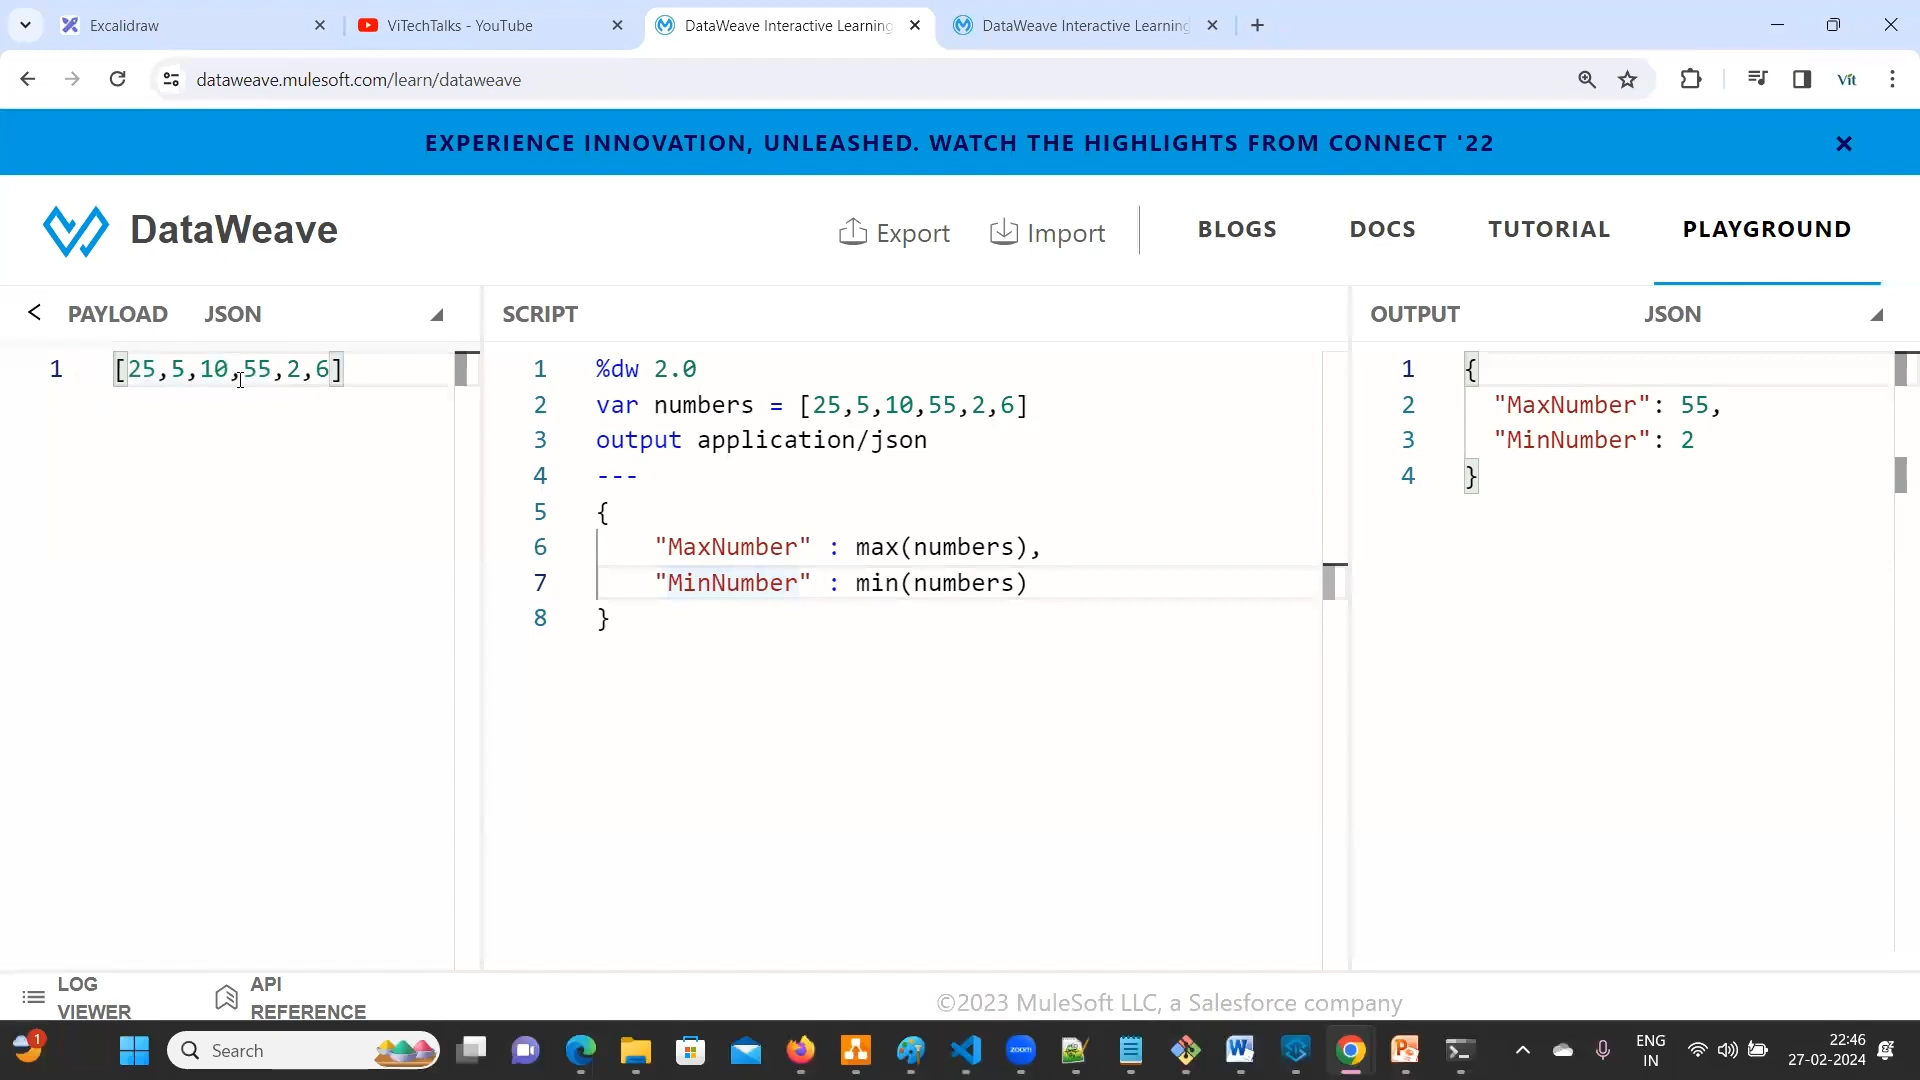 Excalidraw
ViTechTalks - YouTube
DataWeave Interactive Learning
DataWeave Interactive Learning
dataweave.mulesoft.com/learn/dataweave
Vit
EXPERIENCE INNOVATION, UNLEASHED. WATCH THE HIGHLIGHTS FROM CONNECT '22
DataWeave
Export
Import
BLOGS
DOCS
TUTORIAL
PLAYGROUND
PAYLOAD JSON
1 [25,5,10,55,2,6]
SCRIPT
1 %dw 2.0
2 var numbers = [25,5,10,55,2,6]
3 output application/json
4 ---
5 {
6 "MaxNumber" : max(numbers),
7 "MinNumber" : min(numbers)
8 }
OUTPUT JSON
1 {
2 "MaxNumber": 55,
3 "MinNumber": 2
4 }
LOG
VIEWER
API
REFERENCE
©2023 MuleSoft LLC, a Salesforce company
1
Search
zoom
ENG
IN
22:46
27-02-2024